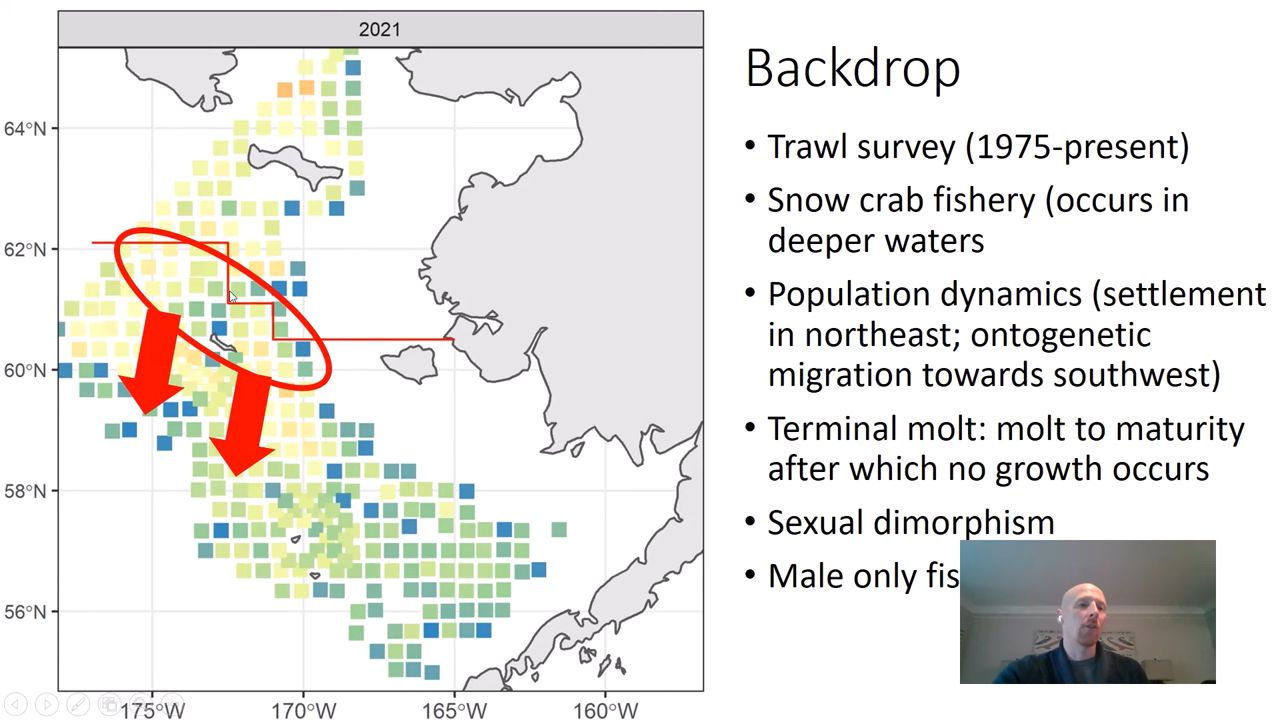 2021
64°N
62°N
60°N
58°N
56°N
175°W
170°W
165°W
160°W
Backdrop
• Trawl survey (1975-present)
• Snow crab fishery (occurs in
deeper waters
• Population dynamics (settlement
in northeast; ontogenetic
migration towards southwest)
• Terminal molt: molt to maturity
after which no growth occurs
• Sexual dimorphism
• Male only fis